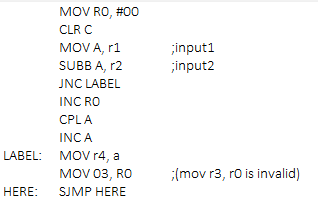 MOV R0, #00
CLR C
MOV A, r1 ;input1
SUBB A, r2 ;input2
JNC LABEL
INC R0
CPL A
INC A
LABEL: MOV r4, a
MOV 03, R0 ;(mov r3, r0 is invalid)
HERE: SJMP HERE